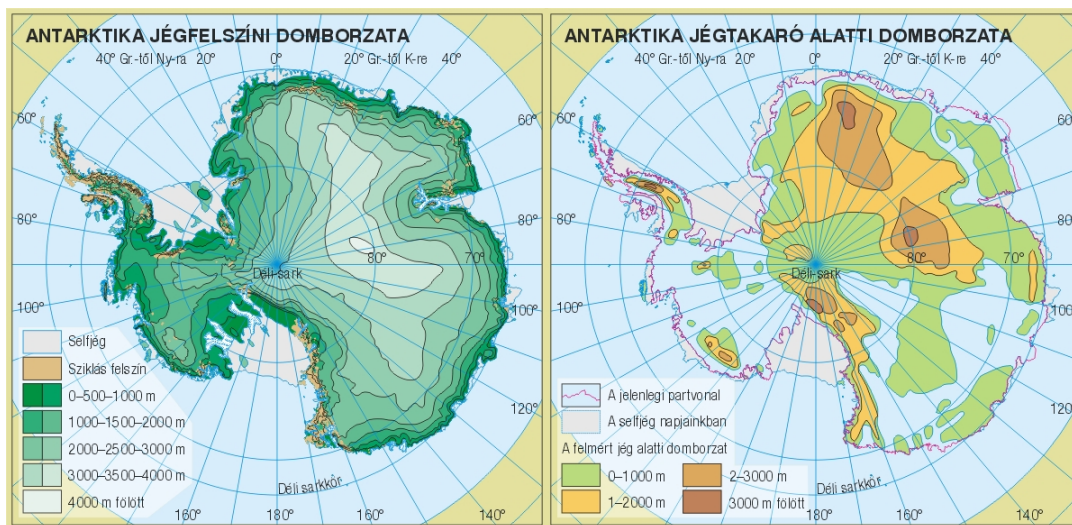 ANTARKTIKA JÉGFELSZÍNI DOMBORZATA
40° Gr.-től Ny-ra 20° 0° 20° Gr.-től K-re 40°
60°
60°
80°
80°
100°
100°
80° 70°
Déli-sark
120°
140°
160°
180°
160°
Déli sarkkör
Selfjég
Sziklás felszín
0–500–1000 m
1000–1500–2000 m
2000–2500–3000 m
3000–3500–4000 m
4000 m fölött
ANTARKTIKA JÉGTAKARÓ ALATTI DOMBORZATA
40° Gr.-től Ny-ra 20° 0° 20° Gr.-től K-re 40°
60°
60°
80°
80°
100°
100°
80° 70°
Déli-sark
120°
140°
160°
180°
160°
Déli sarkkör
A jelenlegi partvonal
A selfjég napjainkban
A felmért jég alatti domborzat
0–1000 m
2–3000 m
1–2000 m
3000 m fölött